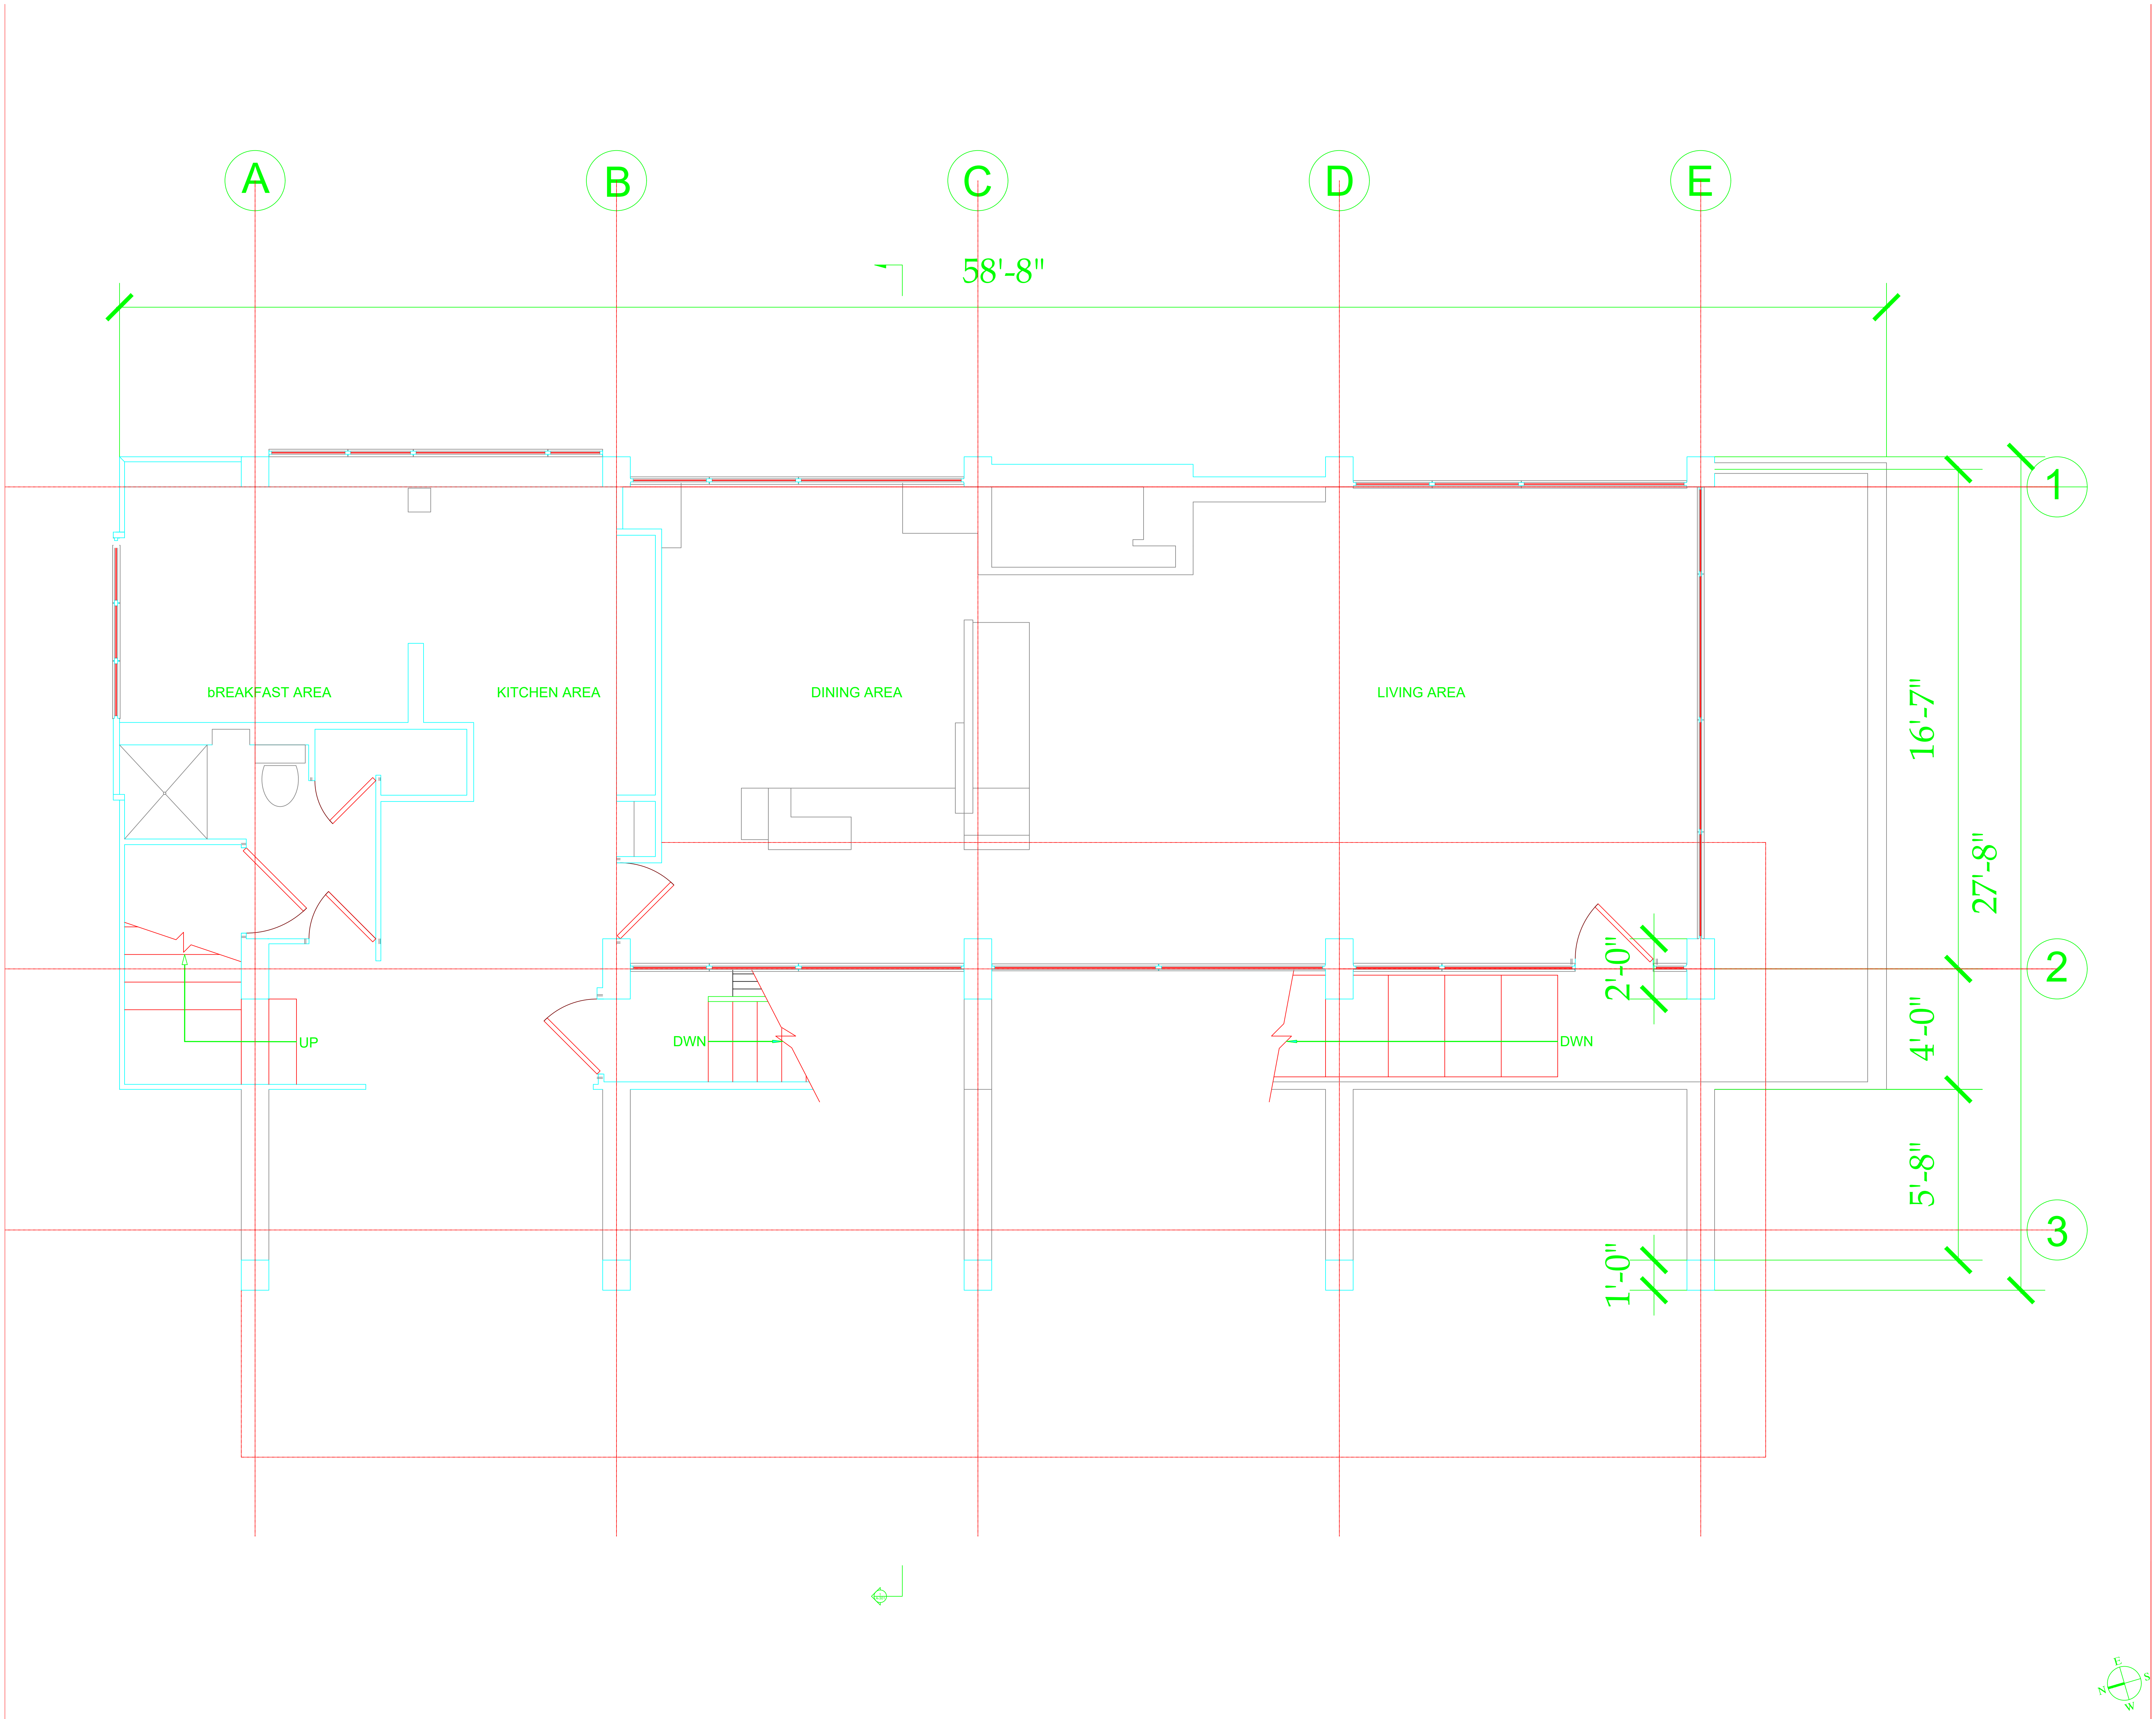 A
B
C
D
E
58'-8"
1
bREAKFAST AREA
KITCHEN AREA
DINING AREA
LIVING AREA
16'-7"
27'-8"
2'-0"
2
UP
DWN
DWN
4'-0"
5'-8"
3
1'-0"
E
S
N
W